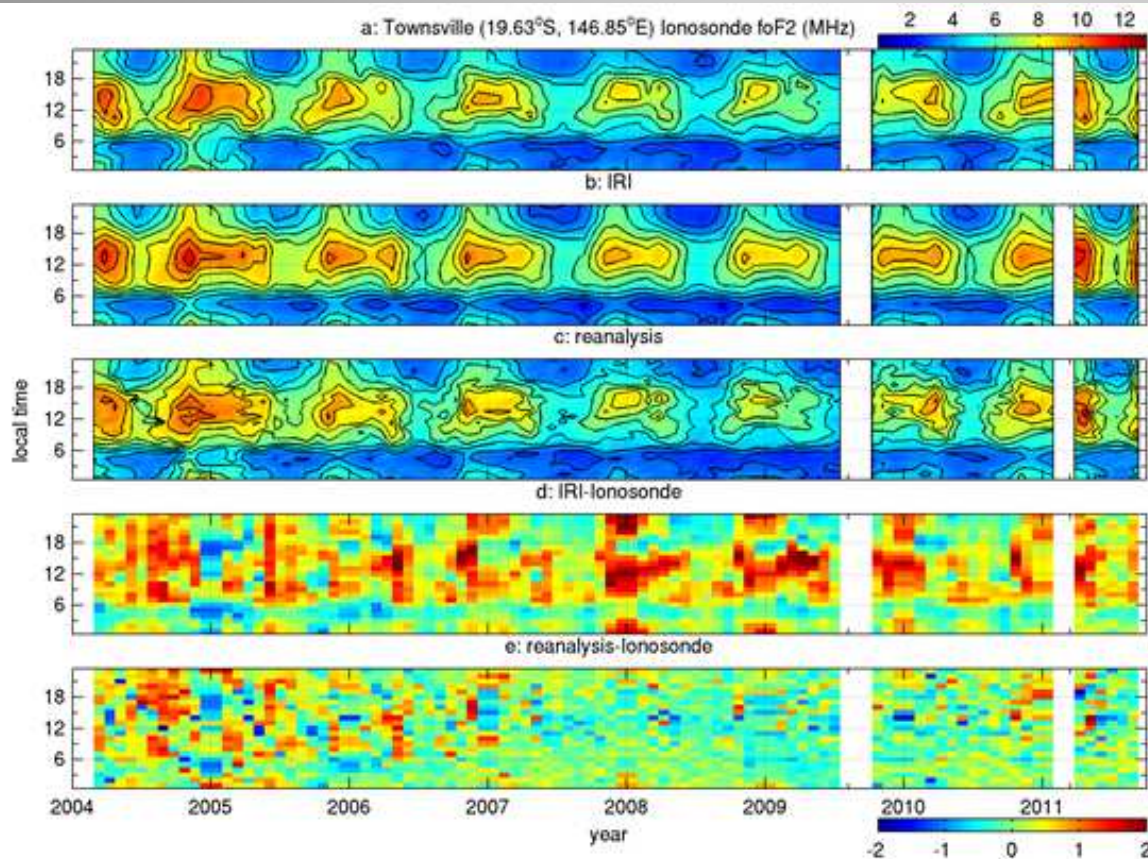 a: Townsville (19.63°S, 146.85°E) Ionosonde foF2 (MHz)
2 4 6 8 10 12
18
12
6
b: IRI
18
12
6
c: reanalysis
18
12
6
local time
d: IRI-Ionosonde
18
12
6
e: reanalysis-Ionosonde
18
12
6
2004 2005 2006 2007 2008 2009 2010 2011
year
-2 -1 0 1 2